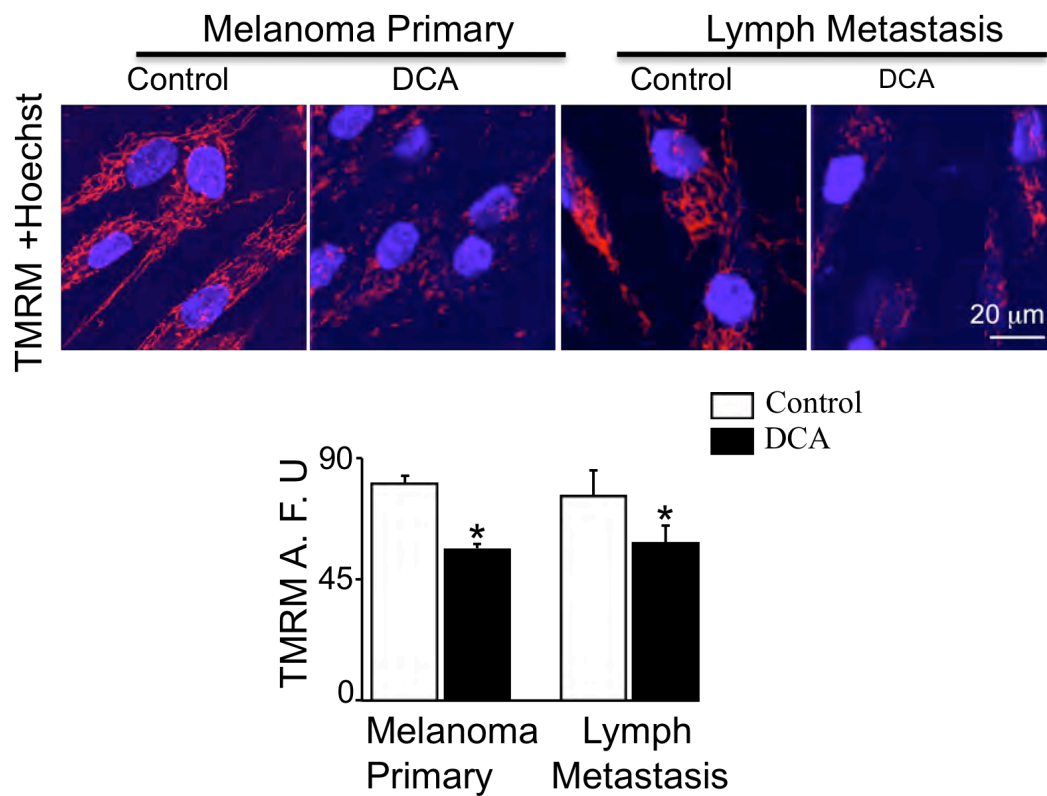 Melanoma Primary
Lymph Metastasis
Control
DCA
Control
DCA
TMRM +Hoechst
20 μm
Control
DCA
TMRM A. F. U
90
45
0
*
*
Melanoma
Primary
Lymph
Metastasis